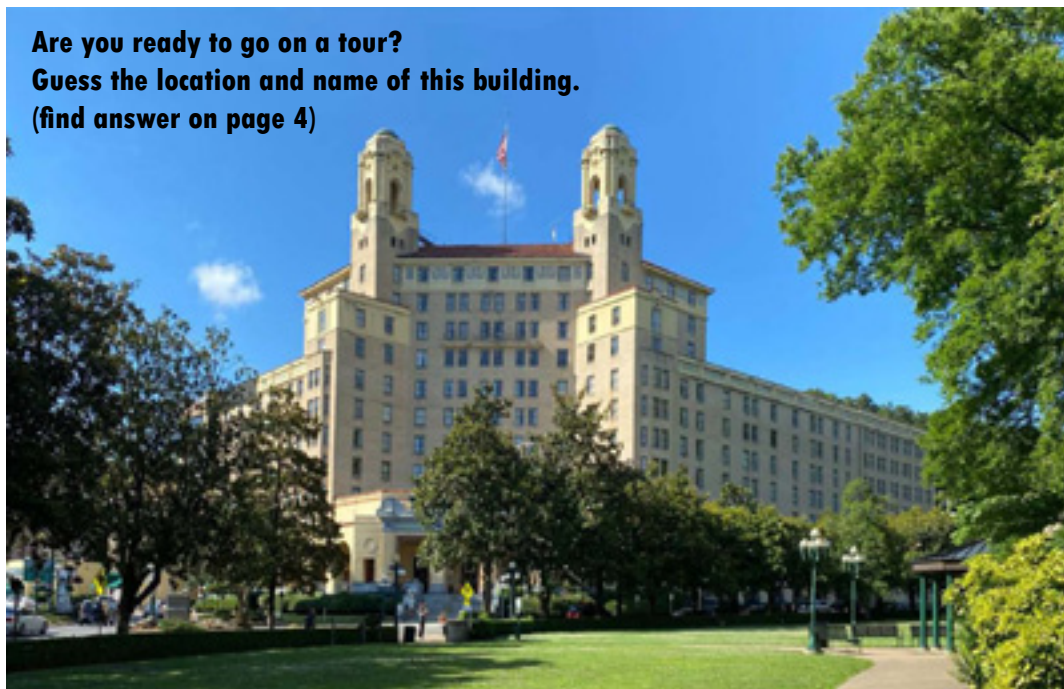 Are you ready to go on a tour?
Guess the location and name of this building.
(find answer on page 4)